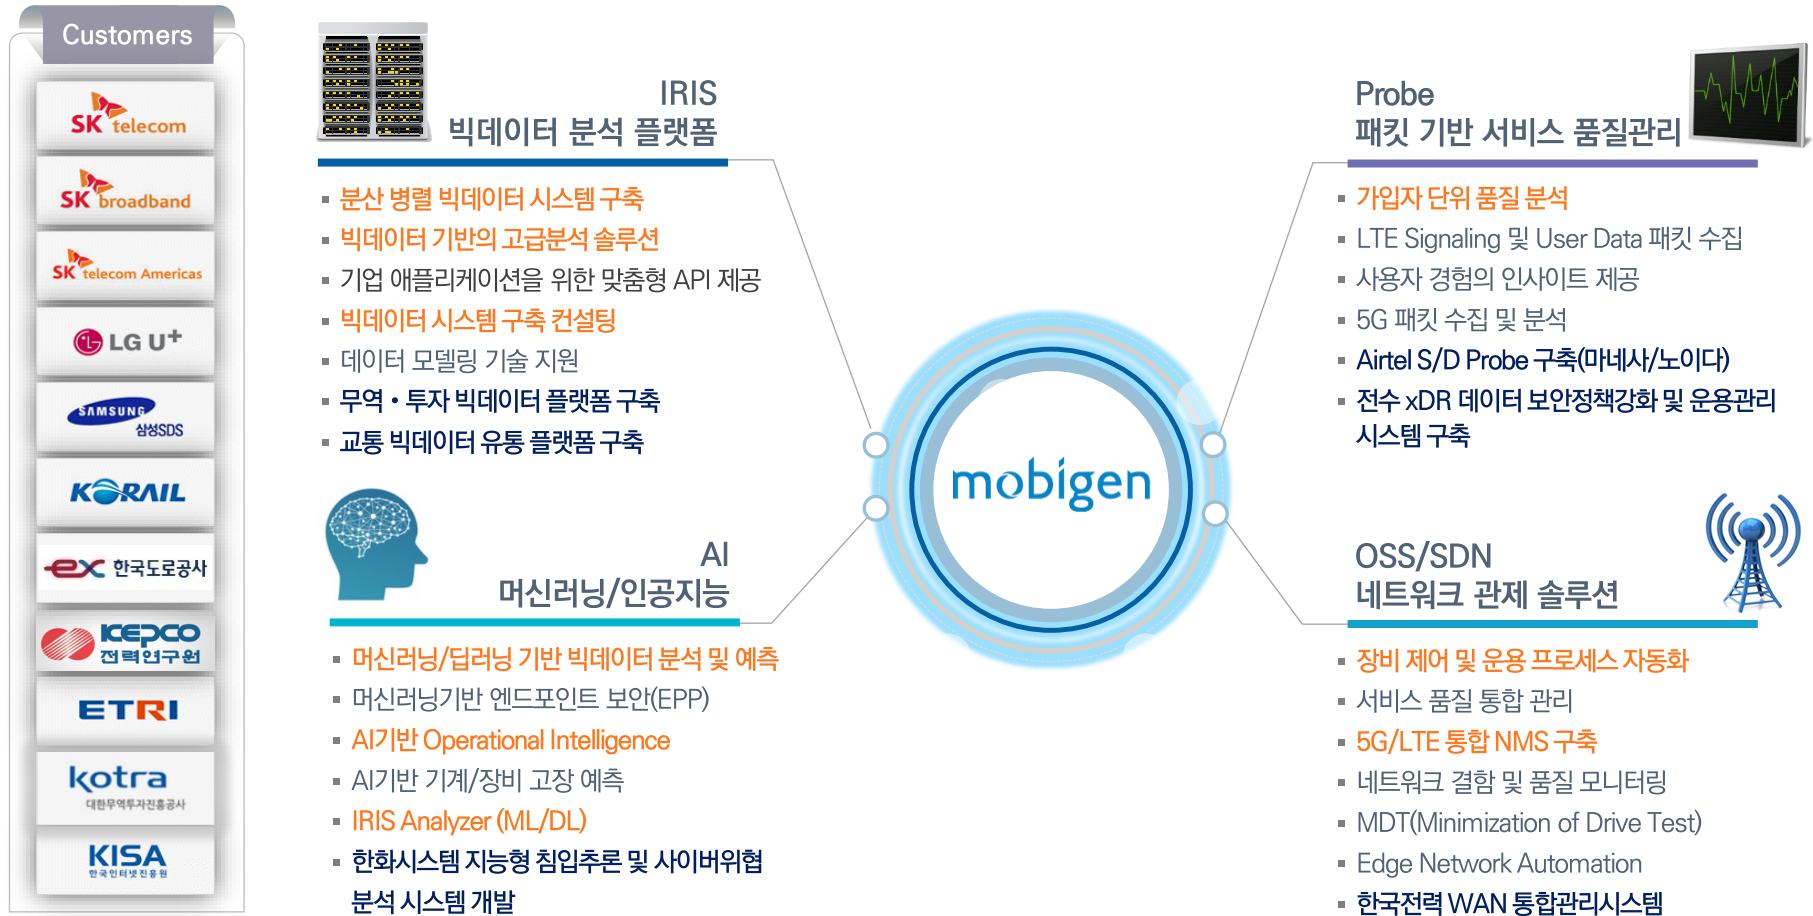 Customers
SK telecom
SK broadband
SK telecom Americas
LG U+
SAMSUNG
삼성SDS
KORAIL
ex 한국도로공사
KEPCO
전력연구원
ETRI
kotra
대한무역투자진흥공사
KISA
한국인터넷진흥원
IRIS
빅데이터 분석 플랫폼
분산 병렬 빅데이터 시스템 구축
빅데이터 기반의 고급분석 솔루션
기업 애플리케이션을 위한 맞춤형 API 제공
빅데이터 시스템 구축 컨설팅
데이터 모델링 기술 지원
무역 • 투자 빅데이터 플랫폼 구축
교통 빅데이터 유통 플랫폼 구축
AI
머신러닝/인공지능
머신러닝/딥러닝 기반 빅데이터 분석 및 예측
머신러닝기반 엔드포인트 보안(EPP)
AI기반 Operational Intelligence
AI기반 기계/장비 고장 예측
IRIS Analyzer (ML/DL)
한화시스템 지능형 침입추론 및 사이버위협
분석 시스템 개발
mobigen
Probe
패킷 기반 서비스 품질관리
가입자 단위 품질 분석
LTE Signaling 및 User Data 패킷 수집
사용자 경험의 인사이트 제공
5G 패킷 수집 및 분석
Airtel S/D Probe 구축(마네사/노이다)
전수 xDR 데이터 보안정책강화 및 운용관리
시스템 구축
OSS/SDN
네트워크 관제 솔루션
장비 제어 및 운용 프로세스 자동화
서비스 품질 통합 관리
5G/LTE 통합 NMS 구축
네트워크 결함 및 품질 모니터링
MDT(Minimization of Drive Test)
Edge Network Automation
한국전력 WAN 통합관리시스템